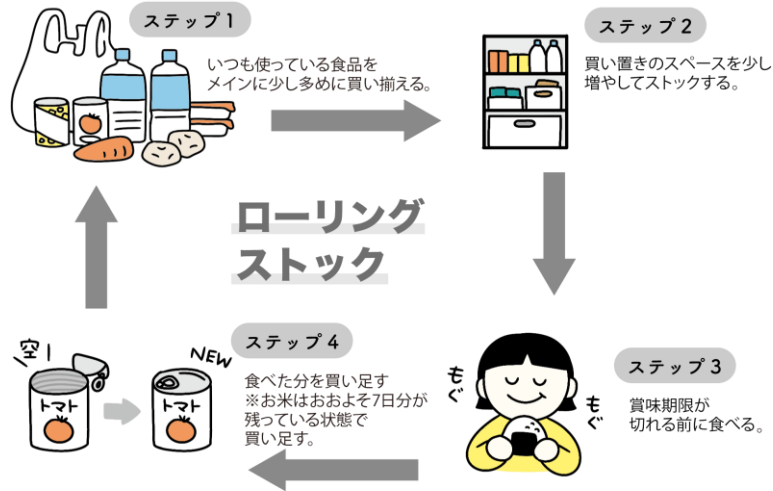 ステップ1
いつも使っている食品を
メインに少し多めに買い揃える。
ステップ2
買い置きのスペースを少し
増やしてストックする。
ローリング
ストック
ステップ3
賞味期限が
切れる前に食べる。
もぐ
もぐ
ステップ4
食べた分を買い足す
※お米はおおよそ7日分が
残っている状態で
買い足す。
空!
トマト
NEW
トマト